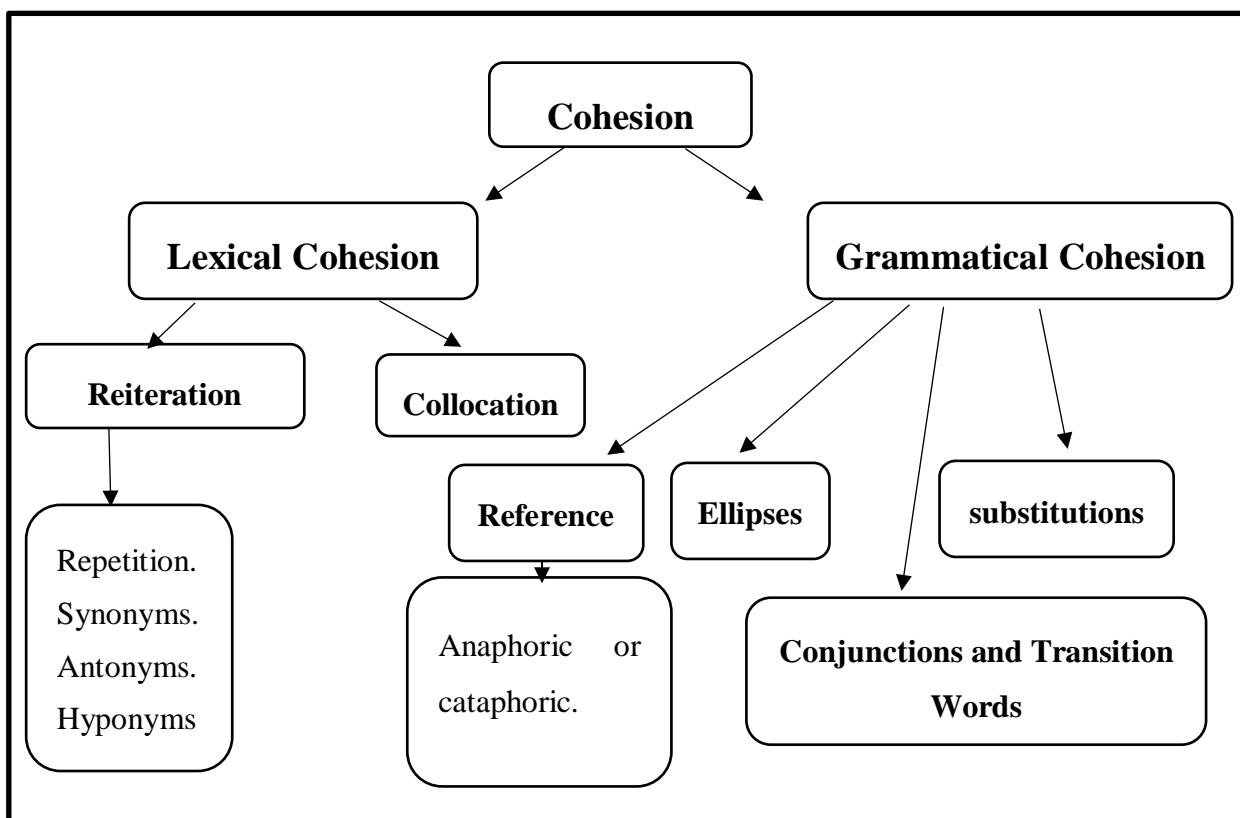 Cohesion
Lexical Cohesion
Grammatical Cohesion
Reiteration
Collocation
Reference
Ellipses
substitutions
Repetition.
Synonyms.
Antonyms.
Hyponyms
Anaphoric or
cataphoric.
Conjunctions and Transition
Words